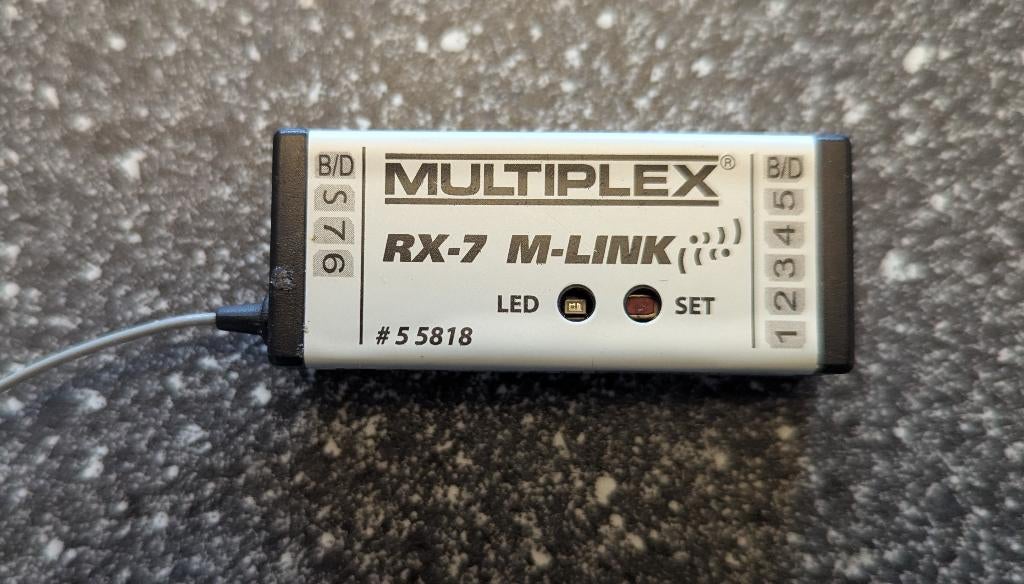 B/D
S
7
6
MULTIPLEX®
RX-7 M-LINK
LED SET
# 5 5818
B/D
5
4
3
2
1